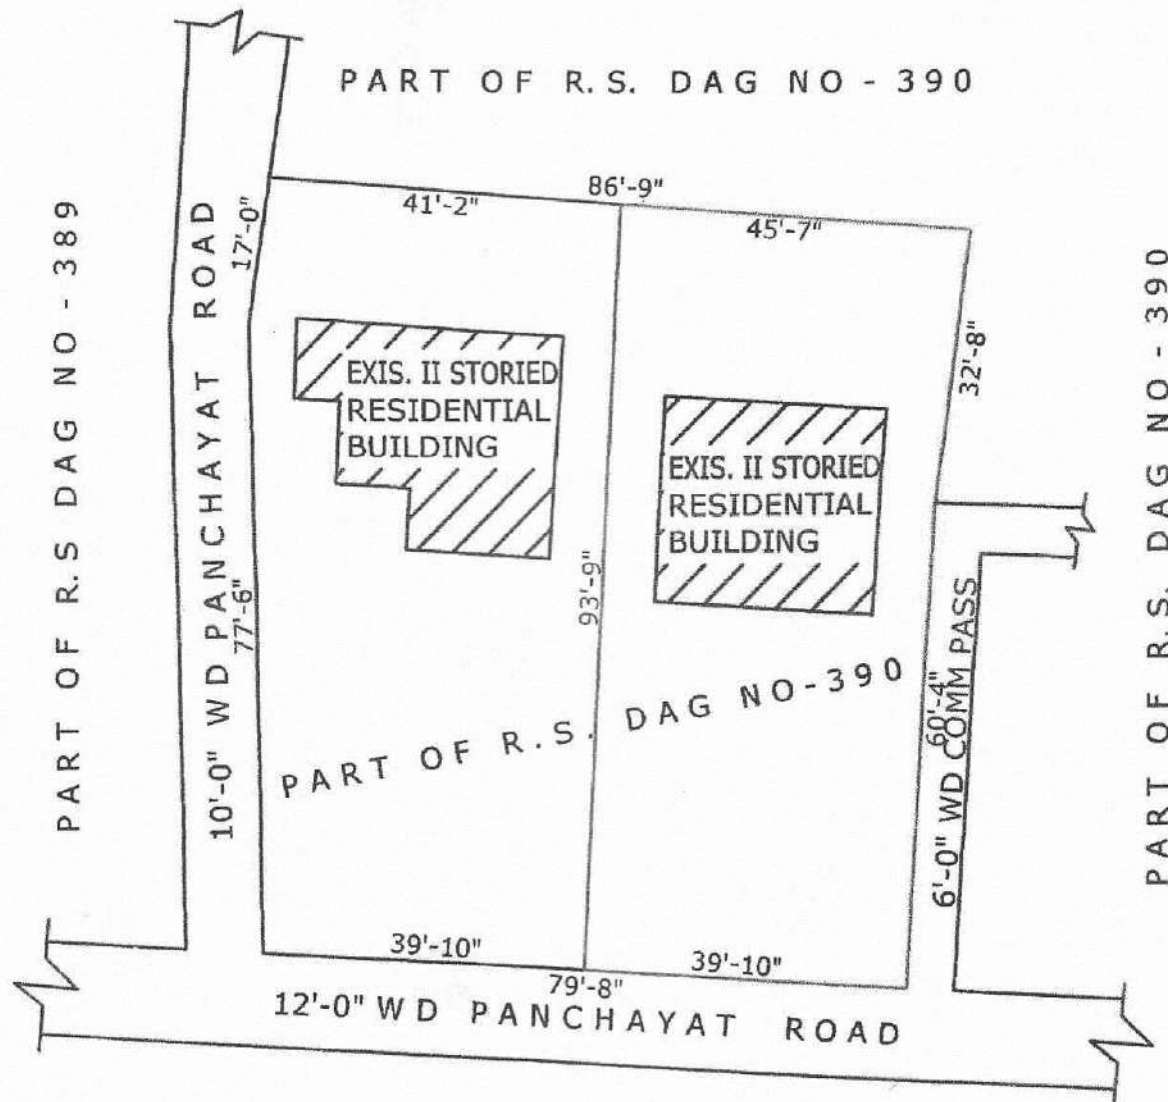 PART OF R.S. DAG NO - 390
86'-9"
41'-2"
45'-7"
17'-0"
32'-8"
PART OF R.S DAG NO - 389
10'-0" WD PANCHAYAT ROAD
77'-6"
EXIS. II STORIED
RESIDENTIAL
BUILDING
EXIS. II STORIED
RESIDENTIAL
BUILDING
93'-9"
PART OF R.S. DAG NO-390
60'-4"
6'-0" WD COMM PASS
PART OF R.S. DAG NO - 390
39'-10"
39'-10"
79'-8"
12'-0" WD PANCHAYAT ROAD